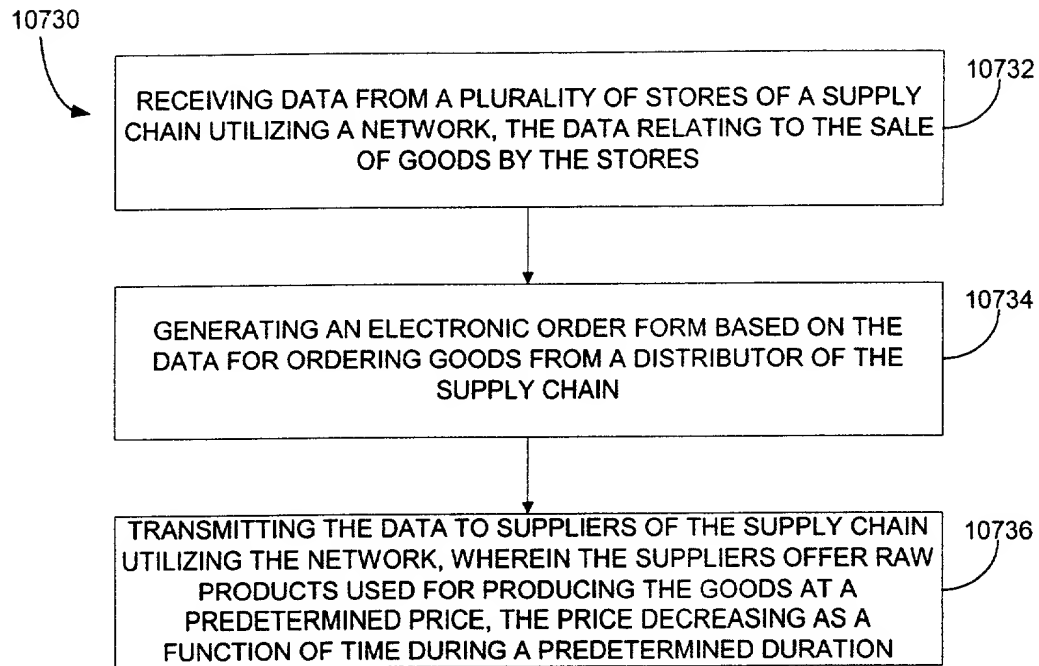 10730
10732
RECEIVING DATA FROM A PLURALITY OF STORES OF A SUPPLY
CHAIN UTILIZING A NETWORK, THE DATA RELATING TO THE SALE
OF GOODS BY THE STORES
10734
GENERATING AN ELECTRONIC ORDER FORM BASED ON THE
DATA FOR ORDERING GOODS FROM A DISTRIBUTOR OF THE
SUPPLY CHAIN
10736
TRANSMITTING THE DATA TO SUPPLIERS OF THE SUPPLY CHAIN
UTILIZING THE NETWORK, WHEREIN THE SUPPLIERS OFFER RAW
PRODUCTS USED FOR PRODUCING THE GOODS AT A
PREDETERMINED PRICE, THE PRICE DECREASING AS A
FUNCTION OF TIME DURING A PREDETERMINED DURATION